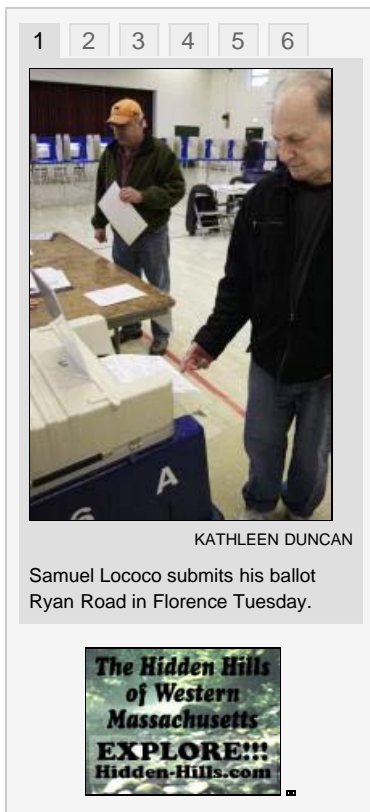 1 2 3 4 5 6
A
KATHLEEN DUNCAN
Samuel Lococo submits his ballot
Ryan Road in Florence Tuesday.
The Hidden Hills
of Western
Massachusetts
EXPLORE!!!
Hidden-Hills.com